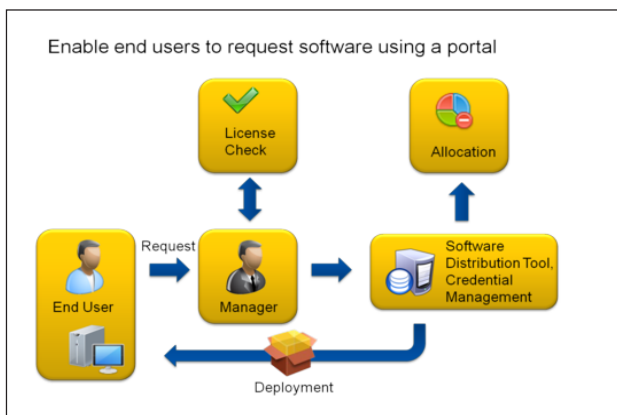 Enable end users to request software using a portal
License
Check
Allocation
Request
End User
Manager
Software
Distribution Tool,
Credential
Management
Deployment